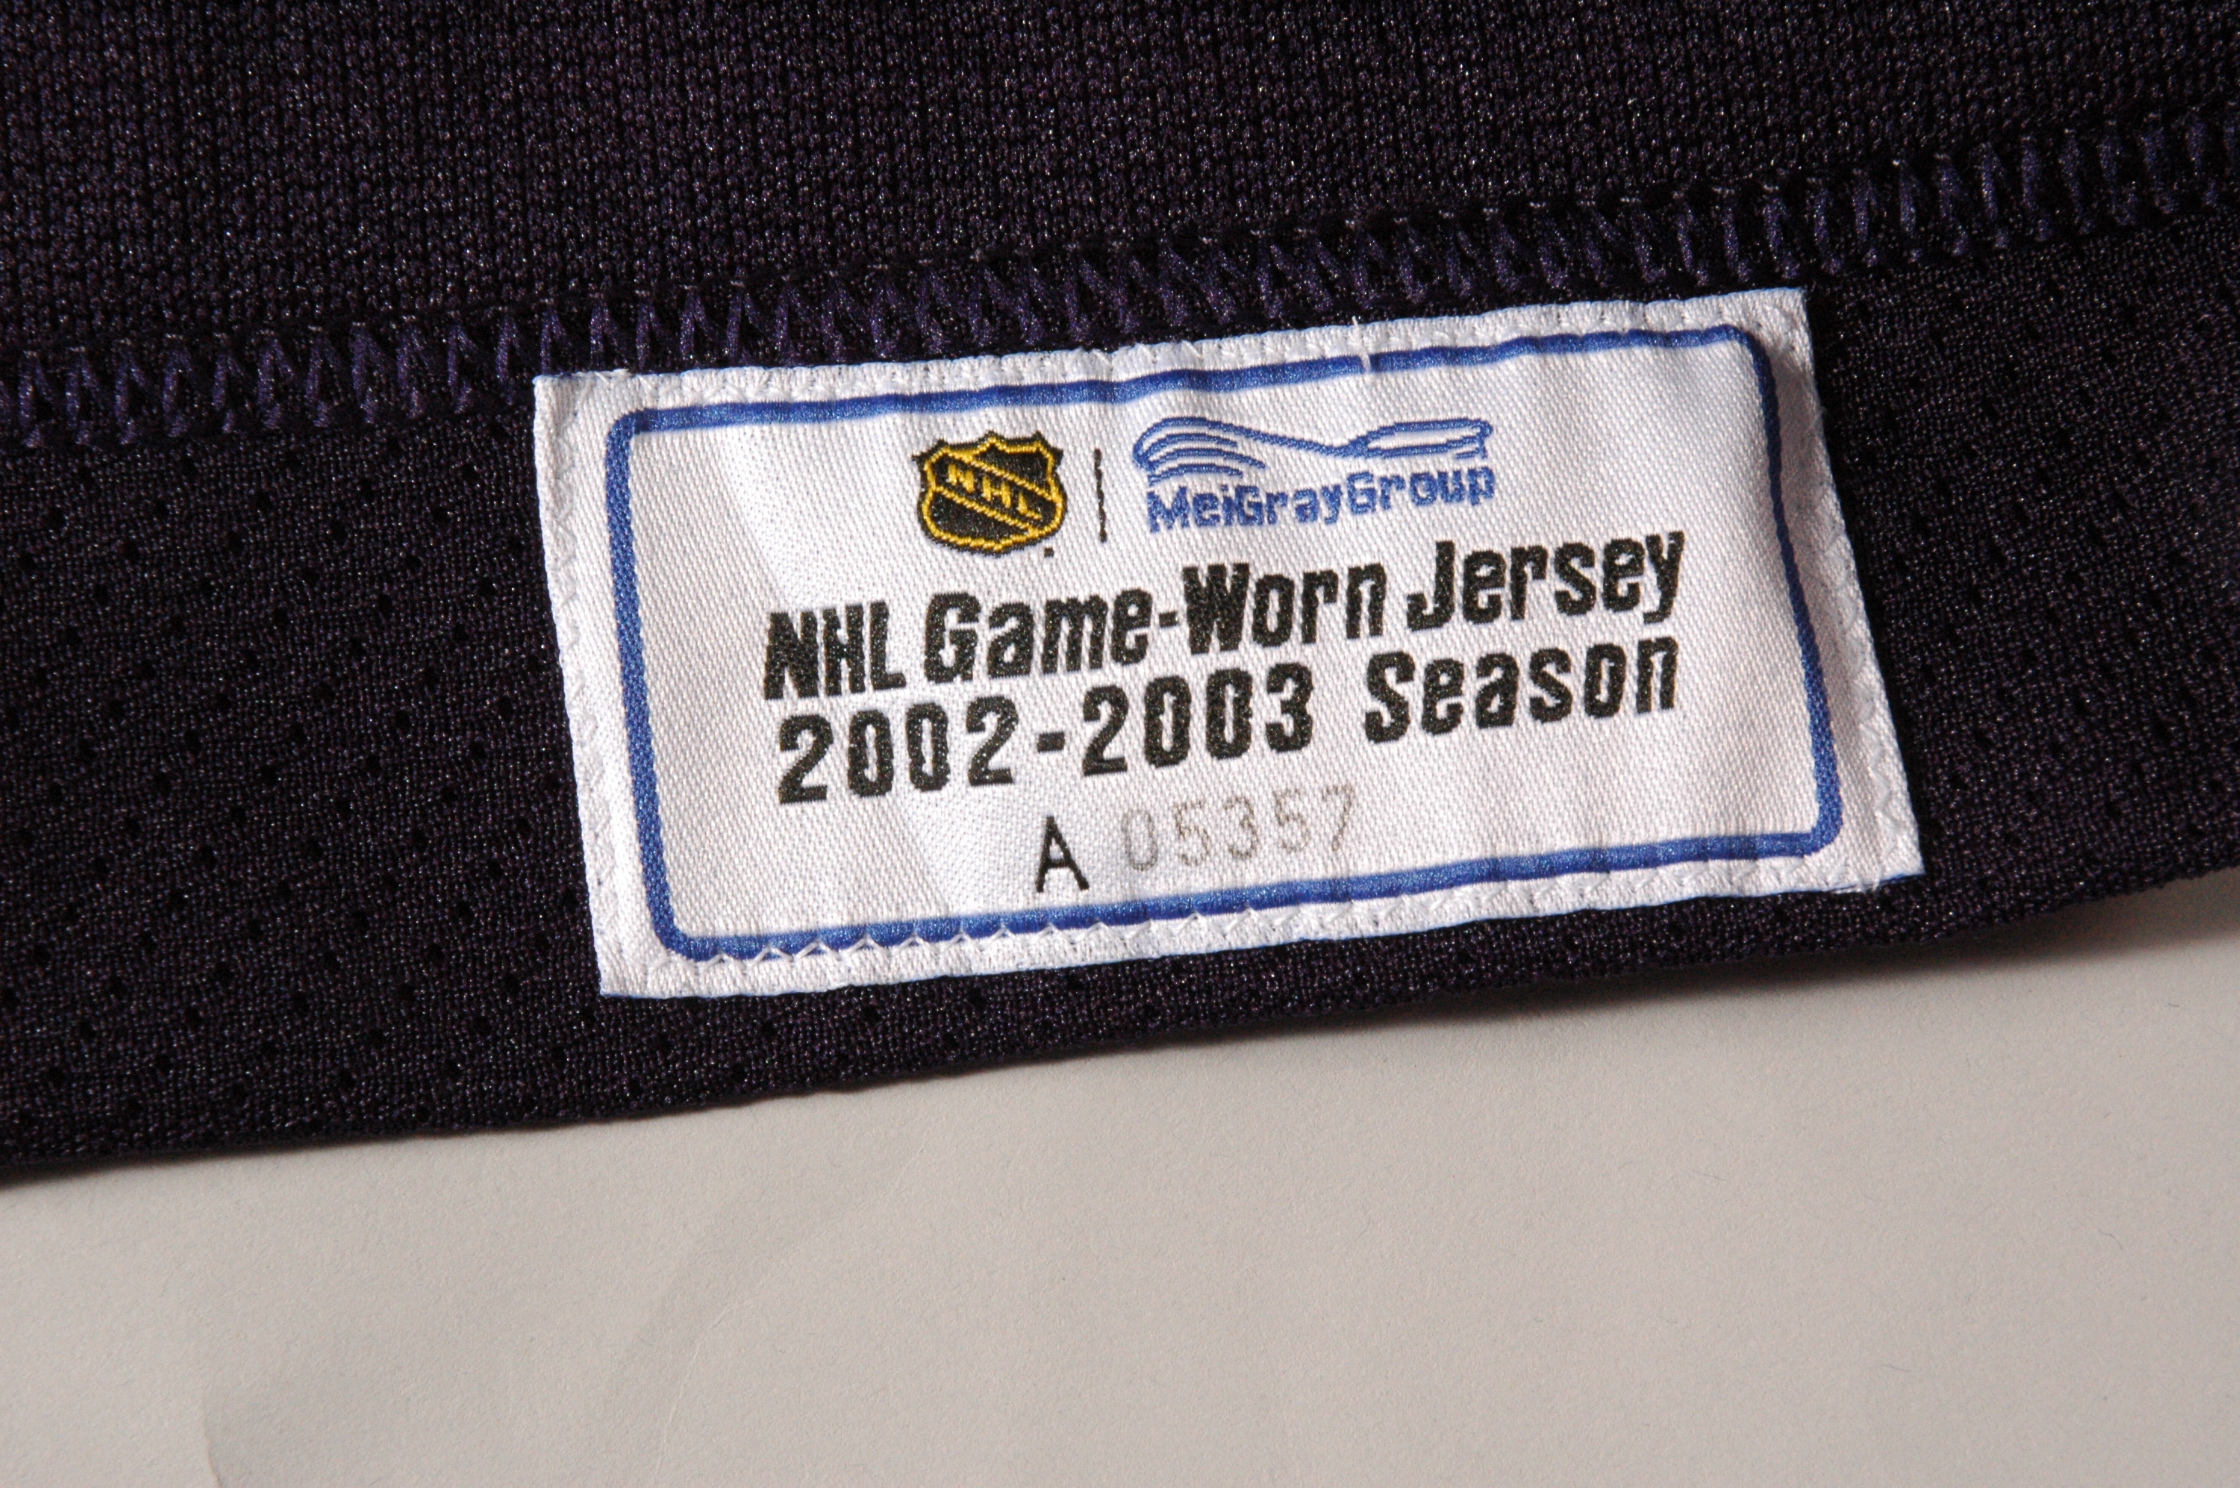 NHL
MeiGrayGroup
NHL Game-Worn Jersey
2002-2003 Season
A 05357